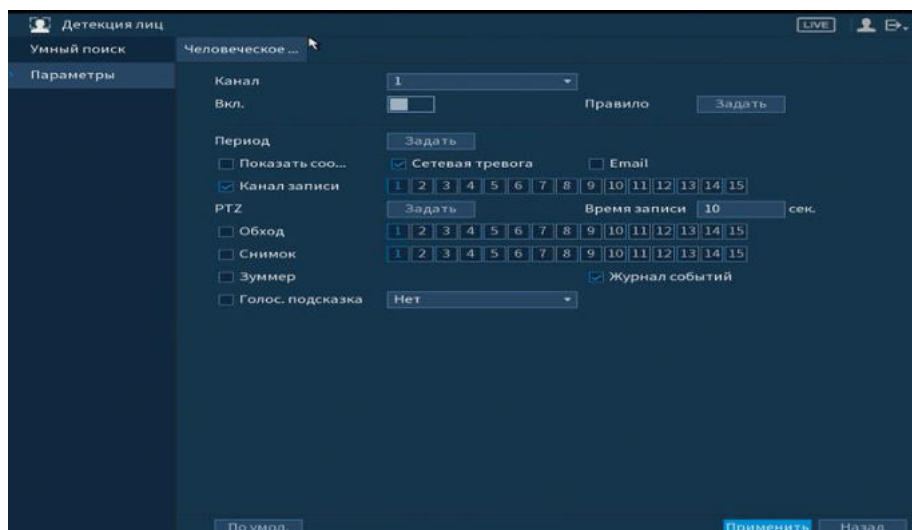 Детекция лиц LIVE
Умный поиск Человеческое ...
Параметры
Канал 1
Вкл. Правило Задать
Период Задать
Показать соо... Сетевая тревога Email
Канал записи 1 2 3 4 5 6 7 8 9 10 11 12 13 14 15
PTZ Задать Время записи 10 сек.
Обход 1 2 3 4 5 6 7 8 9 10 11 12 13 14 15
Снимок 1 2 3 4 5 6 7 8 9 10 11 12 13 14 15
Зуммер Журнал событий
Голос. подсказка Нет
По умол. Применить Назад